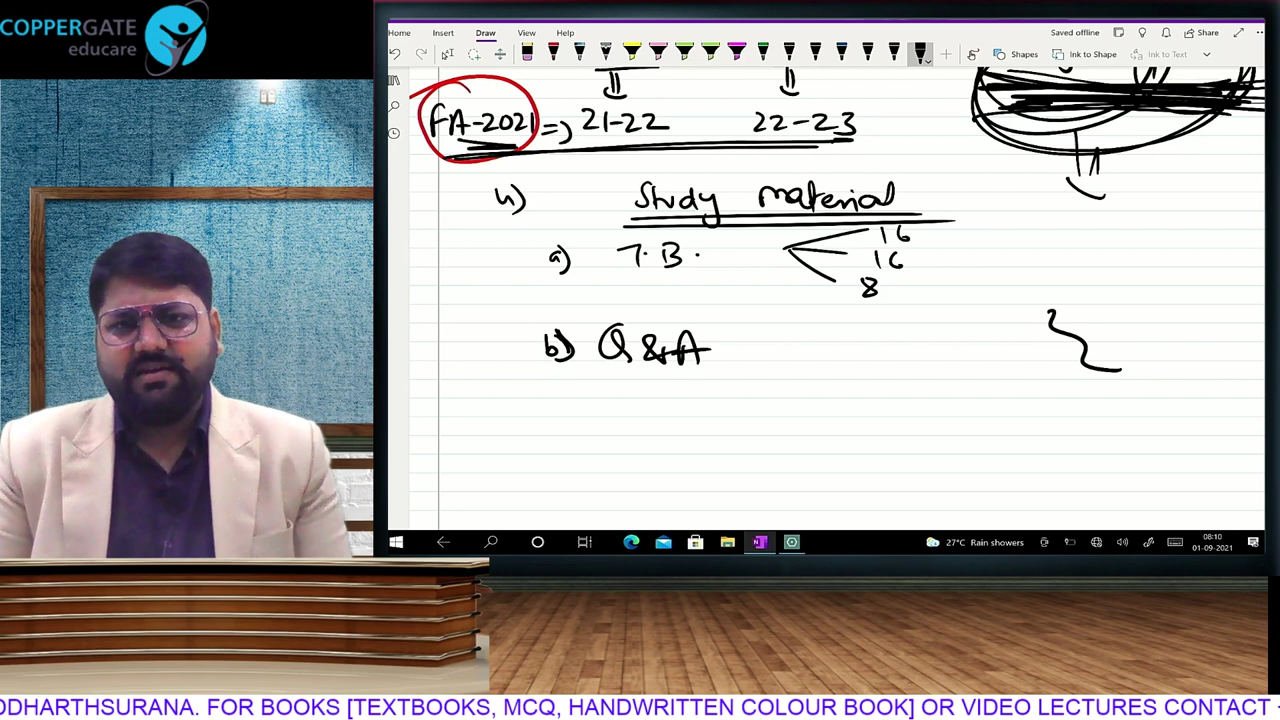 COPPERGATE
educare
Home Insert Draw View Help
Saved offline
Share
Shapes
Ink to Shape
Ink to Text
FA-2021 => 21-22 22-23
4) Study material
a) T.B. 16
16
8
b) Q&A
27°C Rain showers
08:10
01-09-2021
DDHARTHSURANA. FOR BOOKS [TEXTBOOKS, MCQ, HANDWRITTEN COLOUR BOOK] OR VIDEO LECTURES CONTACT